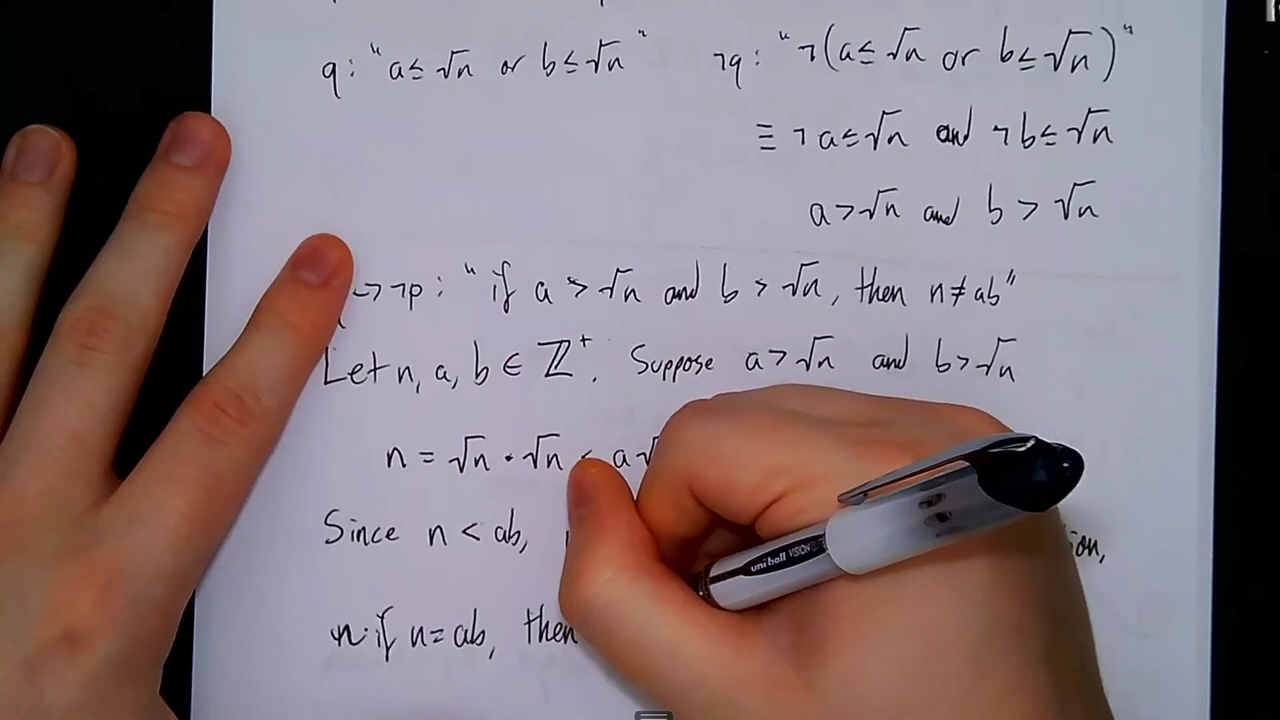 q: "a ≤ √n or b ≤ √n"
¬q: "¬(a ≤ √n or b ≤ √n)"
≡ ¬ a ≤ √n and ¬ b ≤ √n
a > √n and b > √n
→ ¬p: "if a > √n and b > √n, then n ≠ ab"
Let n, a, b ∈ ℤ⁺. Suppose a > √n and b > √n
n = √n · √n < a√
Since n < ab,
if n = ab, then
uni-ball VISION ELITE